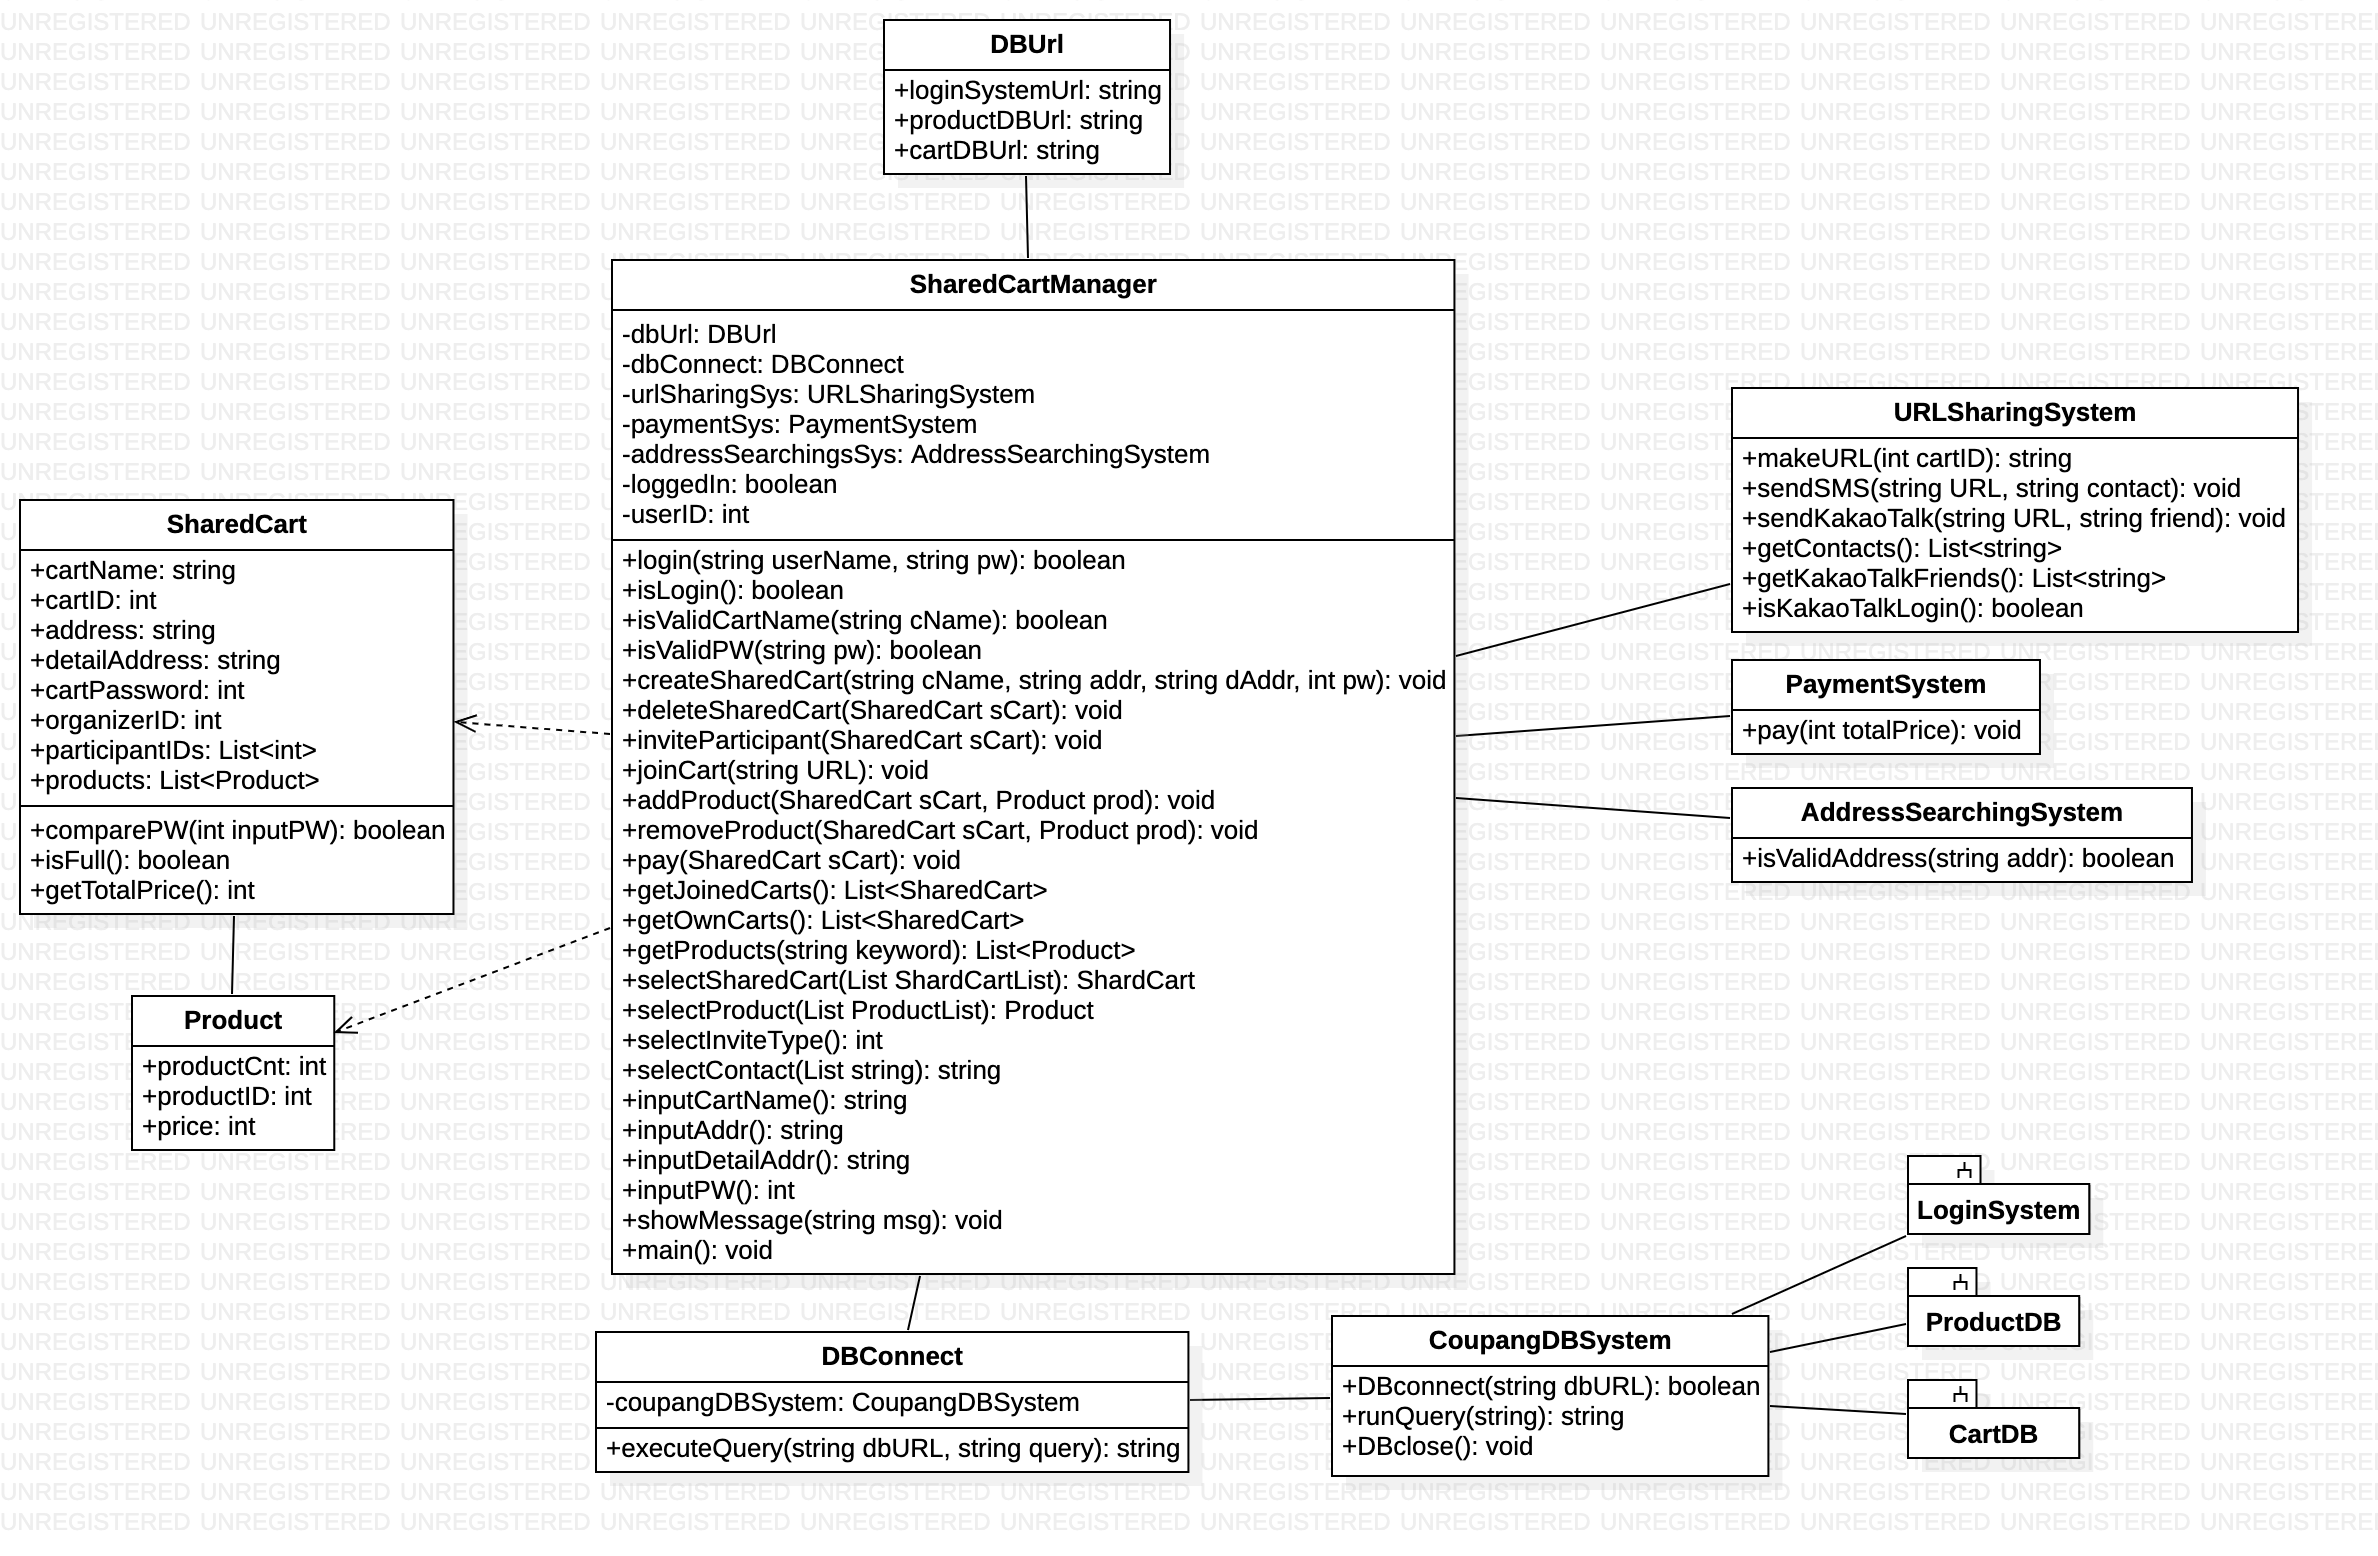 DBUrl
+loginSystemUrl: string
+productDBUrl: string
+cartDBUrl: string
SharedCartManager
-dbUrl: DBUrl
-dbConnect: DBConnect
-urlSharingSys: URLSharingSystem
-paymentSys: PaymentSystem
-addressSearchingsSys: AddressSearchingSystem
-loggedIn: boolean
-userID: int
+login(string userName, string pw): boolean
+isLogin(): boolean
+isValidCartName(string cName): boolean
+isValidPW(string pw): boolean
+createSharedCart(string cName, string addr, string dAddr, int pw): void
+deleteSharedCart(SharedCart sCart): void
+inviteParticipant(SharedCart sCart): void
+joinCart(string URL): void
+addProduct(SharedCart sCart, Product prod): void
+removeProduct(SharedCart sCart, Product prod): void
+pay(SharedCart sCart): void
+getJoinedCarts(): List<SharedCart>
+getOwnCarts(): List<SharedCart>
+getProducts(string keyword): List<Product>
+selectSharedCart(List ShardCartList): ShardCart
+selectProduct(List ProductList): Product
+selectInviteType(): int
+selectContact(List string): string
+inputCartName(): string
+inputAddr(): string
+inputDetailAddr(): string
+inputPW(): int
+showMessage(string msg): void
+main(): void
SharedCart
+cartName: string
+cartID: int
+address: string
+detailAddress: string
+cartPassword: int
+organizerID: int
+participantIDs: List<int>
+products: List<Product>
+comparePW(int inputPW): boolean
+isFull(): boolean
+getTotalPrice(): int
Product
+productCnt: int
+productID: int
+price: int
URLSharingSystem
+makeURL(int cartID): string
+sendSMS(string URL, string contact): void
+sendKakaoTalk(string URL, string friend): void
+getContacts(): List<string>
+getKakaoTalkFriends(): List<string>
+isKakaoTalkLogin(): boolean
PaymentSystem
+pay(int totalPrice): void
AddressSearchingSystem
+isValidAddress(string addr): boolean
DBConnect
-coupangDBSystem: CoupangDBSystem
+executeQuery(string dbURL, string query): string
CoupangDBSystem
+DBconnect(string dbURL): boolean
+runQuery(string): string
+DBclose(): void
LoginSystem
ProductDB
CartDB
UNREGISTERED